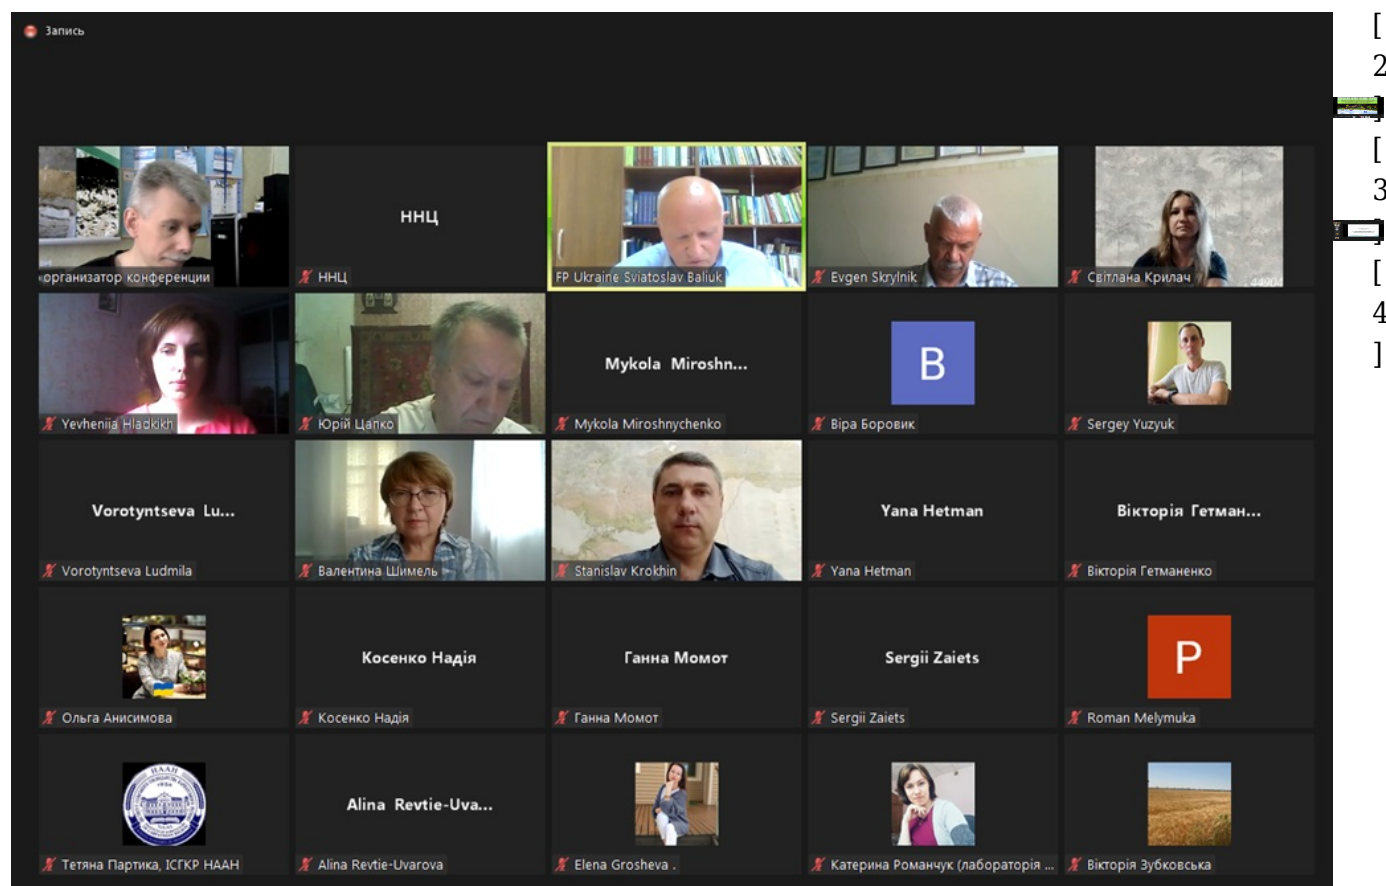 Запись
[
2
]
[
3
]
[
4
]
организатор конференции
ННЦ
ННЦ
FP Ukraine Sviatoslav Baliuk
Evgen Skrylnik
Світлана Крилач
Yevheniia Hladkikh
Юрій Цапко
Mykola Miroshn...
Mykola Miroshnychenko
В
Віра Боровик
Sergey Yuzyuk
Vorotyntseva Lu...
Vorotyntseva Ludmila
Валентина Шимель
Stanislav Krokhin
Yana Hetman
Yana Hetman
Вікторія Гетман...
Вікторія Гетманенко
Ольга Анисимова
Косенко Надія
Косенко Надія
Ганна Момот
Ганна Момот
Sergii Zaiets
Sergii Zaiets
P
Roman Melymuka
НААН
Тетяна Партика, ІСГКР НААН
Alina Revtie-Uva...
Alina Revtie-Uvarova
Elena Grosheva .
Катерина Романчук (лабораторія ...
Вікторія Зубковська